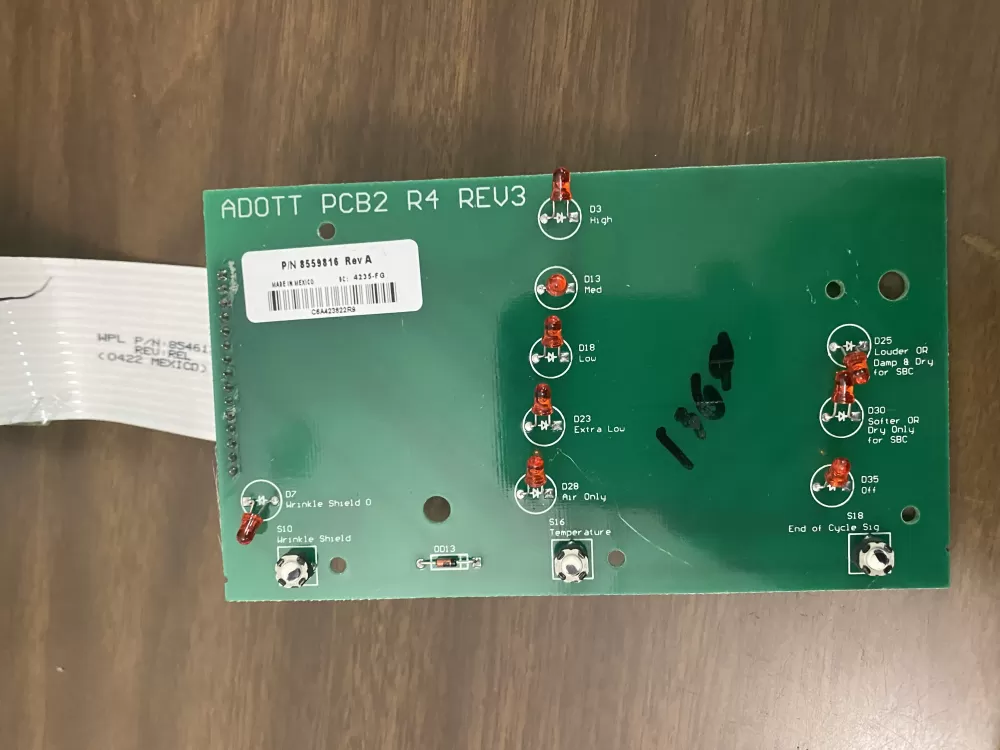 ADOTT PCB2 R4 REV3
P/N 8559816 Rev A
MADE IN MEXICO SC: 4235-FG
C8A423522R9
WPL P/N:85461
REV:REL
(0422 MEXICO)
D3
High
D13
Med
D18
Low
D23
Extra Low
D28
Air Only
D25
Louder OR
Damp & Dry
for SBC
D30
Softer OR
Dry Only
for SBC
D35
Off
D7
Wrinkle Shield O
S10
Wrinkle Shield
OD13
S16
Temperature
S18
End of Cycle Sig